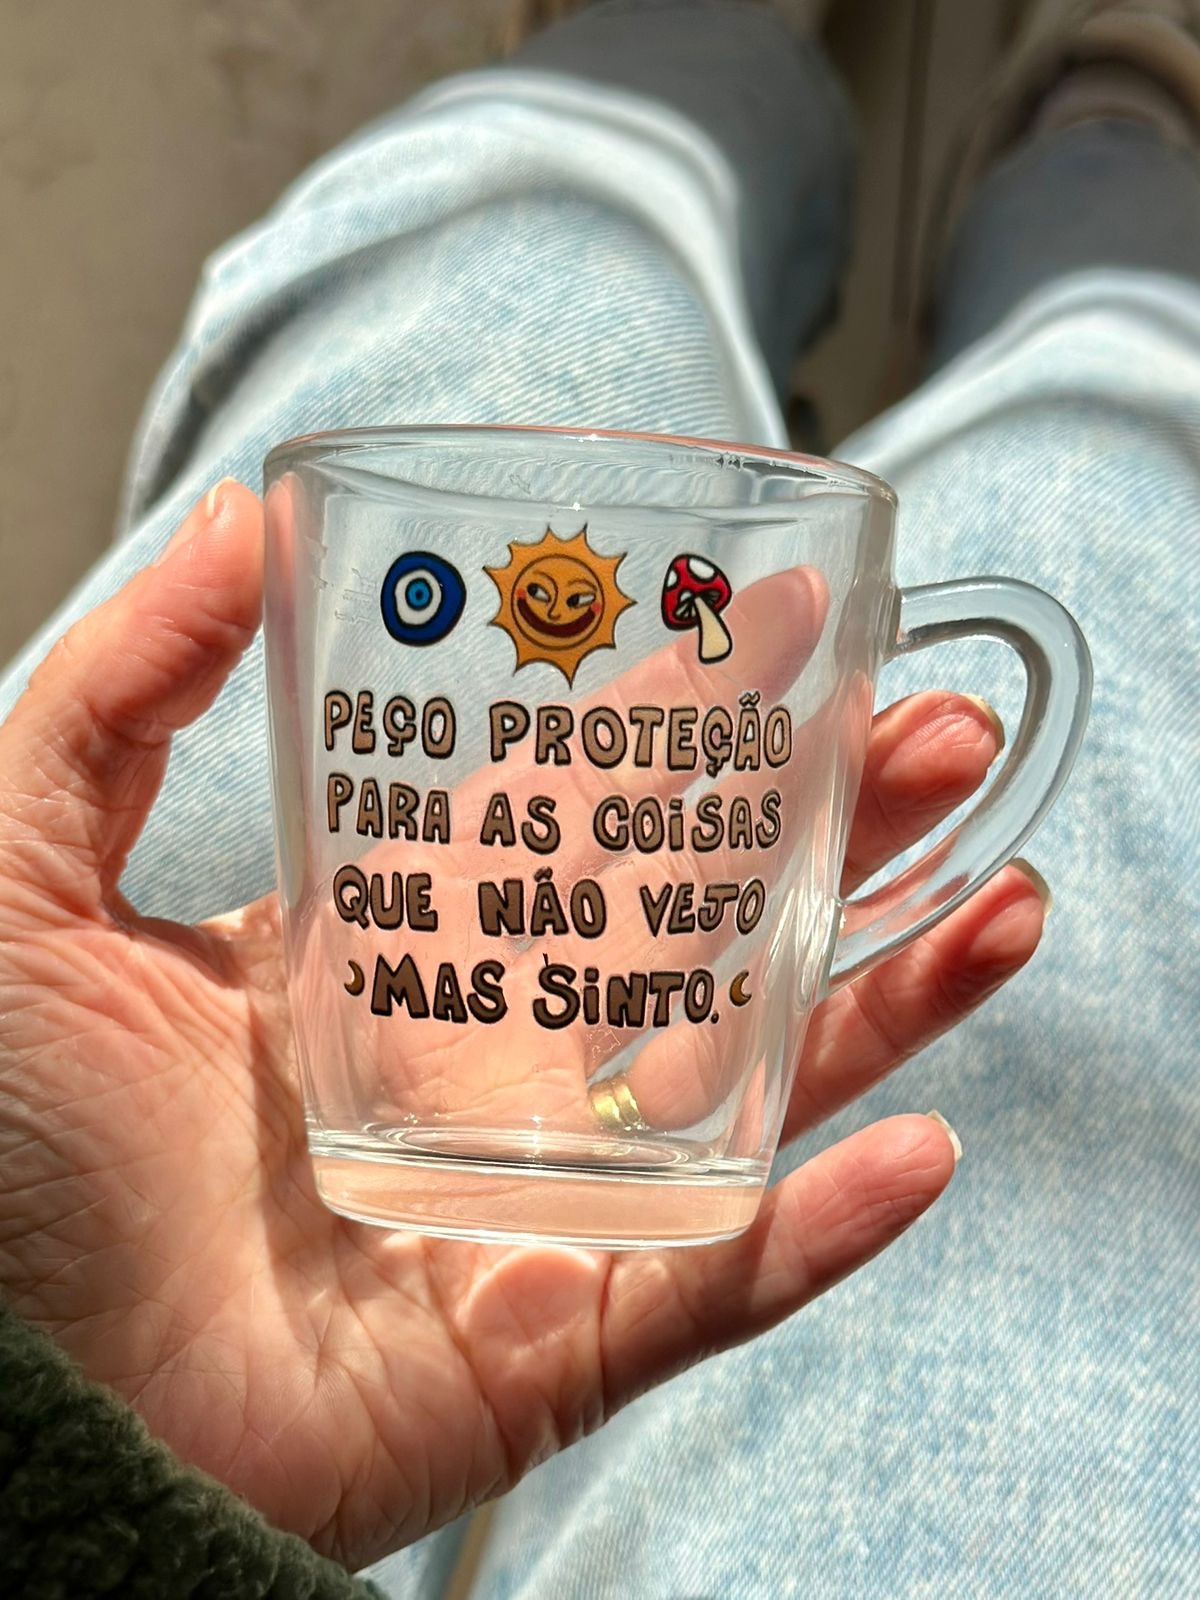 PEÇO PROTEÇÃO
PARA AS COiSAS
QUE NÃO VEJO
MAS SiNTO.